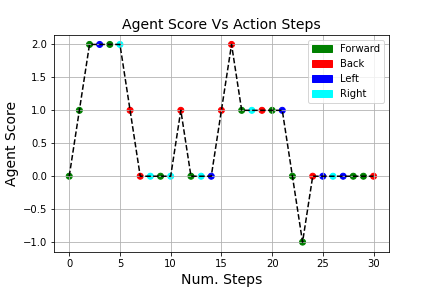 Agent Score Vs Action Steps
2.0
1.5
1.0
0.5
0.0
−0.5
−1.0
Agent Score
Forward
Back
Left
Right
0 5 10 15 20 25 30
Num. Steps